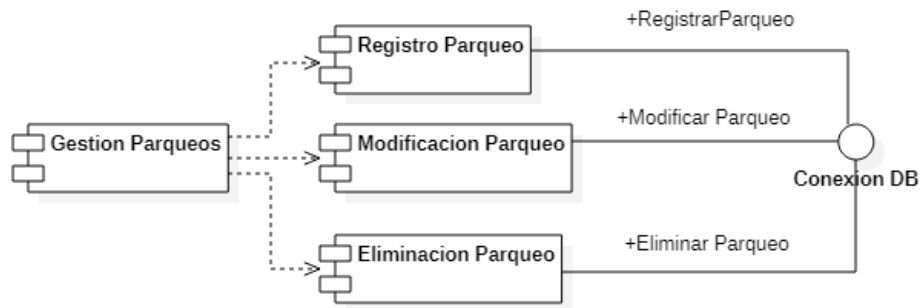 +RegistrarParqueo
Registro Parqueo
+Modificar Parqueo
Gestion Parqueos
Modificacion Parqueo
Conexion DB
+Eliminar Parqueo
Eliminacion Parqueo